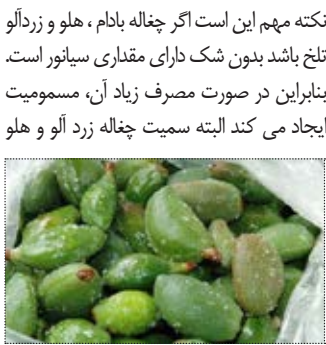 نکته مهم این است اگر چغاله بادام ، هلو و زردآلو
تلخ باشد بدون شک دارای مقداری سیانور است.
بنابراین در صورت مصرف زیاد آن، مسمومیت
ایجاد می کند البته سمیت چغاله زرد آلو و هلو